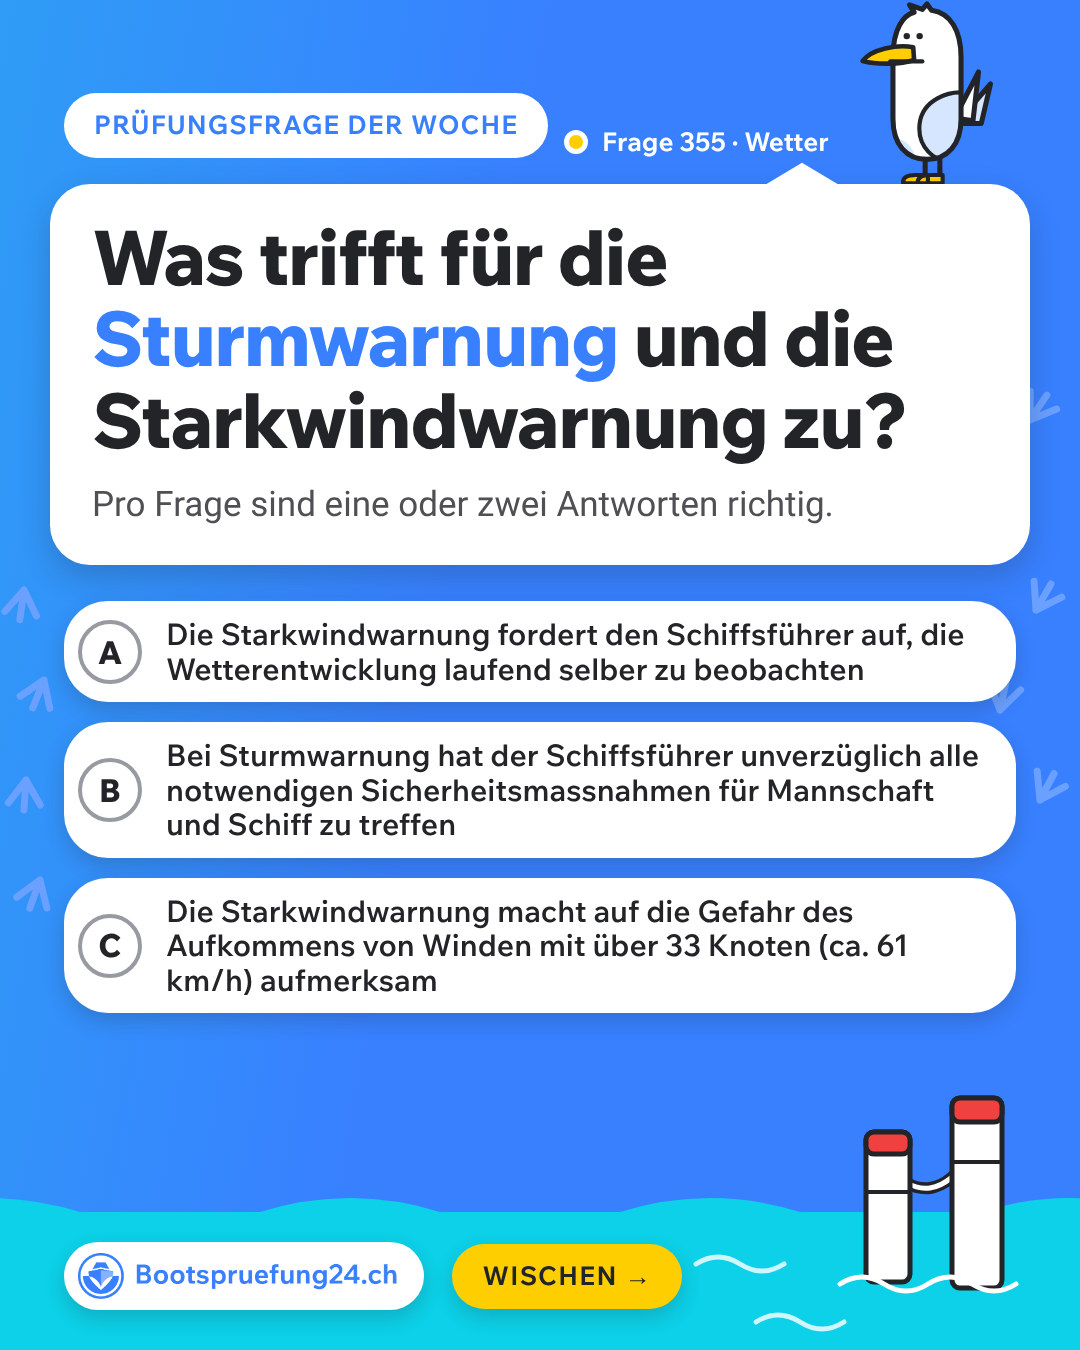 PRÜFUNGSFRAGE DER WOCHE
Frage 355 · Wetter
Was trifft für die
Sturmwarnung und die
Starkwindwarnung zu?
Pro Frage sind eine oder zwei Antworten richtig.
A
Die Starkwindwarnung fordert den Schiffsführer auf, die
Wetterentwicklung laufend selber zu beobachten
B
Bei Sturmwarnung hat der Schiffsführer unverzüglich alle
notwendigen Sicherheitsmassnahmen für Mannschaft
und Schiff zu treffen
C
Die Starkwindwarnung macht auf die Gefahr des
Aufkommens von Winden mit über 33 Knoten (ca. 61
km/h) aufmerksam
Bootspruefung24.ch
WISCHEN →